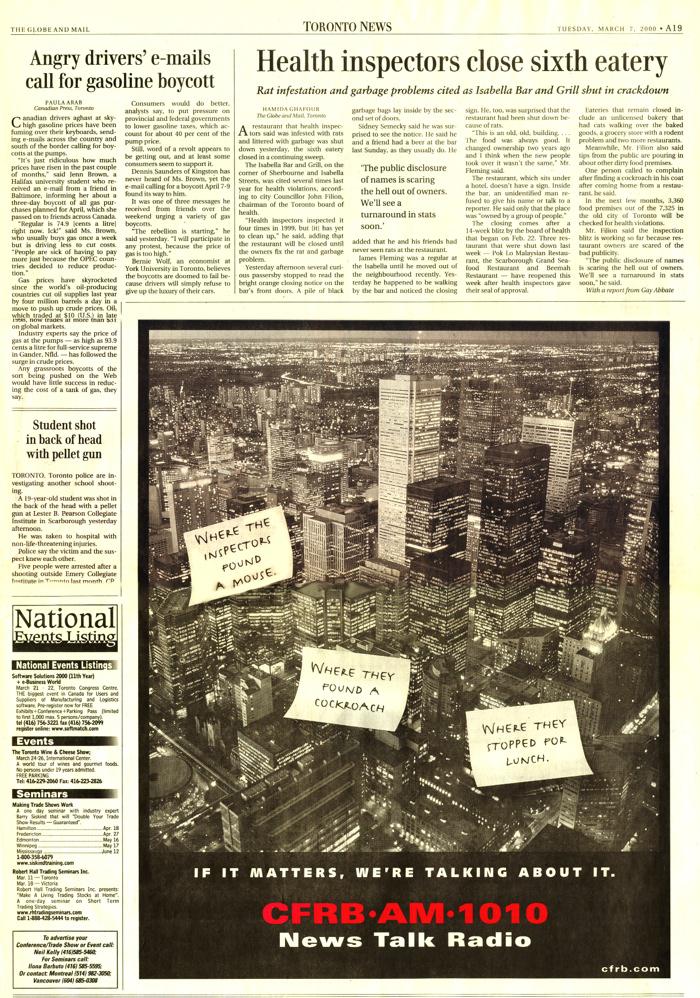 THE GLOBE AND MAIL
TORONTO NEWS
TUESDAY, MARCH 7, 2000 • A19
Angry drivers' e-mails
call for gasoline boycott
PAULA ARAB
Canadian Press, Toronto
Canadian drivers aghast at sky-
high gasoline prices have been
fuming over their keyboards, send-
ing e-mails across the country and
south of the border calling for boy-
cotts at the pumps.
"It's just ridiculous how much
prices have risen in the past couple
of months," said Jenn Brown, a
Halifax university student who re-
ceived an e-mail from a friend in
Baltimore, informing her about a
three-day boycott of all gas pur-
chases planned for April, which she
passed on to friends across Canada.
"Regular is 74.9 [cents a litre]
right now. Ick!" said Ms. Brown,
who usually buys gas once a week
but is driving less to cut costs.
"People are sick of having to pay
more just because the OPEC coun-
tries decided to reduce produc-
tion."
Gas prices have skyrocketed
since the world's oil-producing
countries cut oil supplies last year
by four million barrels a day in a
move to push up crude prices. Oil,
which traded at $10 (U.S.) in late
1998, now trades at more than $31
on global markets.
Industry experts say the price of
gas at the pumps — as high as 93.9
cents a litre for full-service supreme
in Gander, Nfld. — has followed the
surge in crude prices.
Any grassroots boycotts of the
sort being pushed on the Web
would have little success in reduc-
ing the cost of a tank of gas, they
say.
Consumers would do better,
analysts say, to put pressure on
provincial and federal governments
to lower gasoline taxes, which ac-
count for about 40 per cent of the
pump price.
Still, word of a revolt appears to
be getting out, and at least some
consumers seem to support it.
Dennis Saunders of Kingston has
never heard of Ms. Brown, yet the
e-mail calling for a boycott April 7-9
found its way to him.
It was one of three messages he
received from friends over the
weekend urging a variety of gas
boycotts.
"The rebellion is starting," he
said yesterday. "I will participate in
any protest, because the price of
gas is too high."
Bernie Wolf, an economist at
York University in Toronto, believes
the boycotts are doomed to fail be-
cause drivers will simply refuse to
give up the luxury of their cars.
Health inspectors close sixth eatery
Rat infestation and garbage problems cited as Isabella Bar and Grill shut in crackdown
HAMIDA GHAFOUR
The Globe and Mail, Toronto
A restaurant that health inspec-
tors said was infested with rats
and littered with garbage was shut
down yesterday, the sixth eatery
closed in a continuing sweep.
The Isabella Bar and Grill, on the
corner of Sherbourne and Isabella
Streets, was cited several times last
year for health violations, accord-
ing to city Councillor John Filion,
chairman of the Toronto board of
health.
"Health inspectors inspected it
four times in 1999, but [it] has yet
to clean up," he said, adding that
the restaurant will be closed until
the owners fix the rat and garbage
problem.
Yesterday afternoon several curi-
ous passersby stopped to read the
bright orange closing notice on the
bar's front doors. A pile of black
garbage bags lay inside the sec-
ond set of doors.
Sidney Semecky said he was sur-
prised to see the notice. He said he
and a friend had a beer at the bar
last Sunday, as they usually do. He
'The public disclosure
of names is scaring
the hell out of owners.
We'll see a
turnaround in stats
soon.'
added that he and his friends had
never seen rats at the restaurant.
James Fleming was a regular at
the Isabella until he moved out of
the neighbourhood recently. Yes-
terday he happened to be walking
by the bar and noticed the closing
sign. He, too, was surprised that the
restaurant had been shut down be-
cause of rats.
"This is an old, old, building. . . .
The food was always good. It
changed ownership two years ago
and I think when the new people
took over it wasn't the same," Mr.
Fleming said.
The restaurant, which sits under
a hotel, doesn't have a sign. Inside
the bar, an unidentified man re-
fused to give his name or talk to a
reporter. He said only that the place
was "owned by a group of people."
The closing comes after a
14-week blitz by the board of health
that began on Feb. 22. Three res-
taurants that were shut down last
week — Pok Lo Malaysian Restau-
rant, the Scarborough Grand Sea-
food Restaurant and Beemah
Restaurant — have reopened this
week after health inspectors gave
their seal of approval.
Eateries that remain closed in-
clude an unlicensed bakery that
had cats walking over the baked
goods, a grocery store with a rodent
problem and two more restaurants.
Meanwhile, Mr. Filion also said
tips from the public are pouring in
about other dirty food premises.
One person called to complain
after finding a cockroach in his coat
after coming home from a restau-
rant, he said.
In the next few months, 3,360
food premises out of the 7,325 in
the old city of Toronto will be
checked for health violations.
Mr. Filion said the inspection
blitz is working so far because res-
taurant owners are scared of the
bad publicity.
"The public disclosure of names
is scaring the hell out of owners.
We'll see a turnaround in stats
soon," he said.
With a report from Gay Abbate
Student shot
in back of head
with pellet gun
TORONTO. Toronto police are in-
vestigating another school shoot-
ing.
A 19-year-old student was shot in
the back of the head with a pellet
gun at Lester B. Pearson Collegiate
Institute in Scarborough yesterday
afternoon.
He was taken to hospital with
non-life-threatening injuries.
Police say the victim and the sus-
pect knew each other.
Five people were arrested after a
shooting outside Emery Collegiate
Institute in Toronto last month. CP
National
Events Listing
National Events Listings
Software Solutions 2000 (11th Year)
+ e-Business World
March 21 - 22, Toronto Congress Centre.
THE biggest event in Canada for Users and
Suppliers of Manufacturing and Logistics
software. Pre-register now for FREE
Exhibits+Conference+Parking Pass (limited
to first 1,000 max. 5 persons/company).
tel (416) 756-3221 fax (416) 756-2099
register online: www.softmatch.com
Events
The Toronto Wine & Cheese Show;
March 24-26, International Center.
A world tour of wines and gourmet foods.
No persons under 19 years admitted.
FREE PARKING
Tel: 416-229-2060 Fax: 416-223-2826
Seminars
Making Trade Shows Work
A one day seminar with industry expert
Barry Siskind that will "Double Your Trade
Show Results — Guaranteed".
Hamilton Apr. 18
Fredericton Apr. 27
Edmonton May 16
Winnipeg May 17
Mississauga June 12
1-800-358-6079
www.siskindtraining.com
Robert Hall Trading Seminars Inc.
Mar. 11 — Toronto
Mar. 18 — Victoria
Robert Hall Trading Seminars Inc. presents:
"Make A Living Trading Stocks at Home".
A one-day seminar on Short Term
Trading Strategies.
www.rhtradingseminars.com
Call 1-888-428-5444 to register.
To advertise your
Conference/Trade Show or Event call:
Neil Kelly (416)585-5460;
For Seminars call:
Ilona Barbuts (416) 585-5595;
Or contact: Montreal (514) 982-3050;
Vancouver (604) 685-0308
WHERE THE
INSPECTORS
FOUND
A MOUSE.
WHERE THEY
FOUND A
COCKROACH
WHERE THEY
STOPPED FOR
LUNCH.
IF IT MATTERS, WE'RE TALKING ABOUT IT.
CFRB•AM•1010
News Talk Radio
cfrb.com